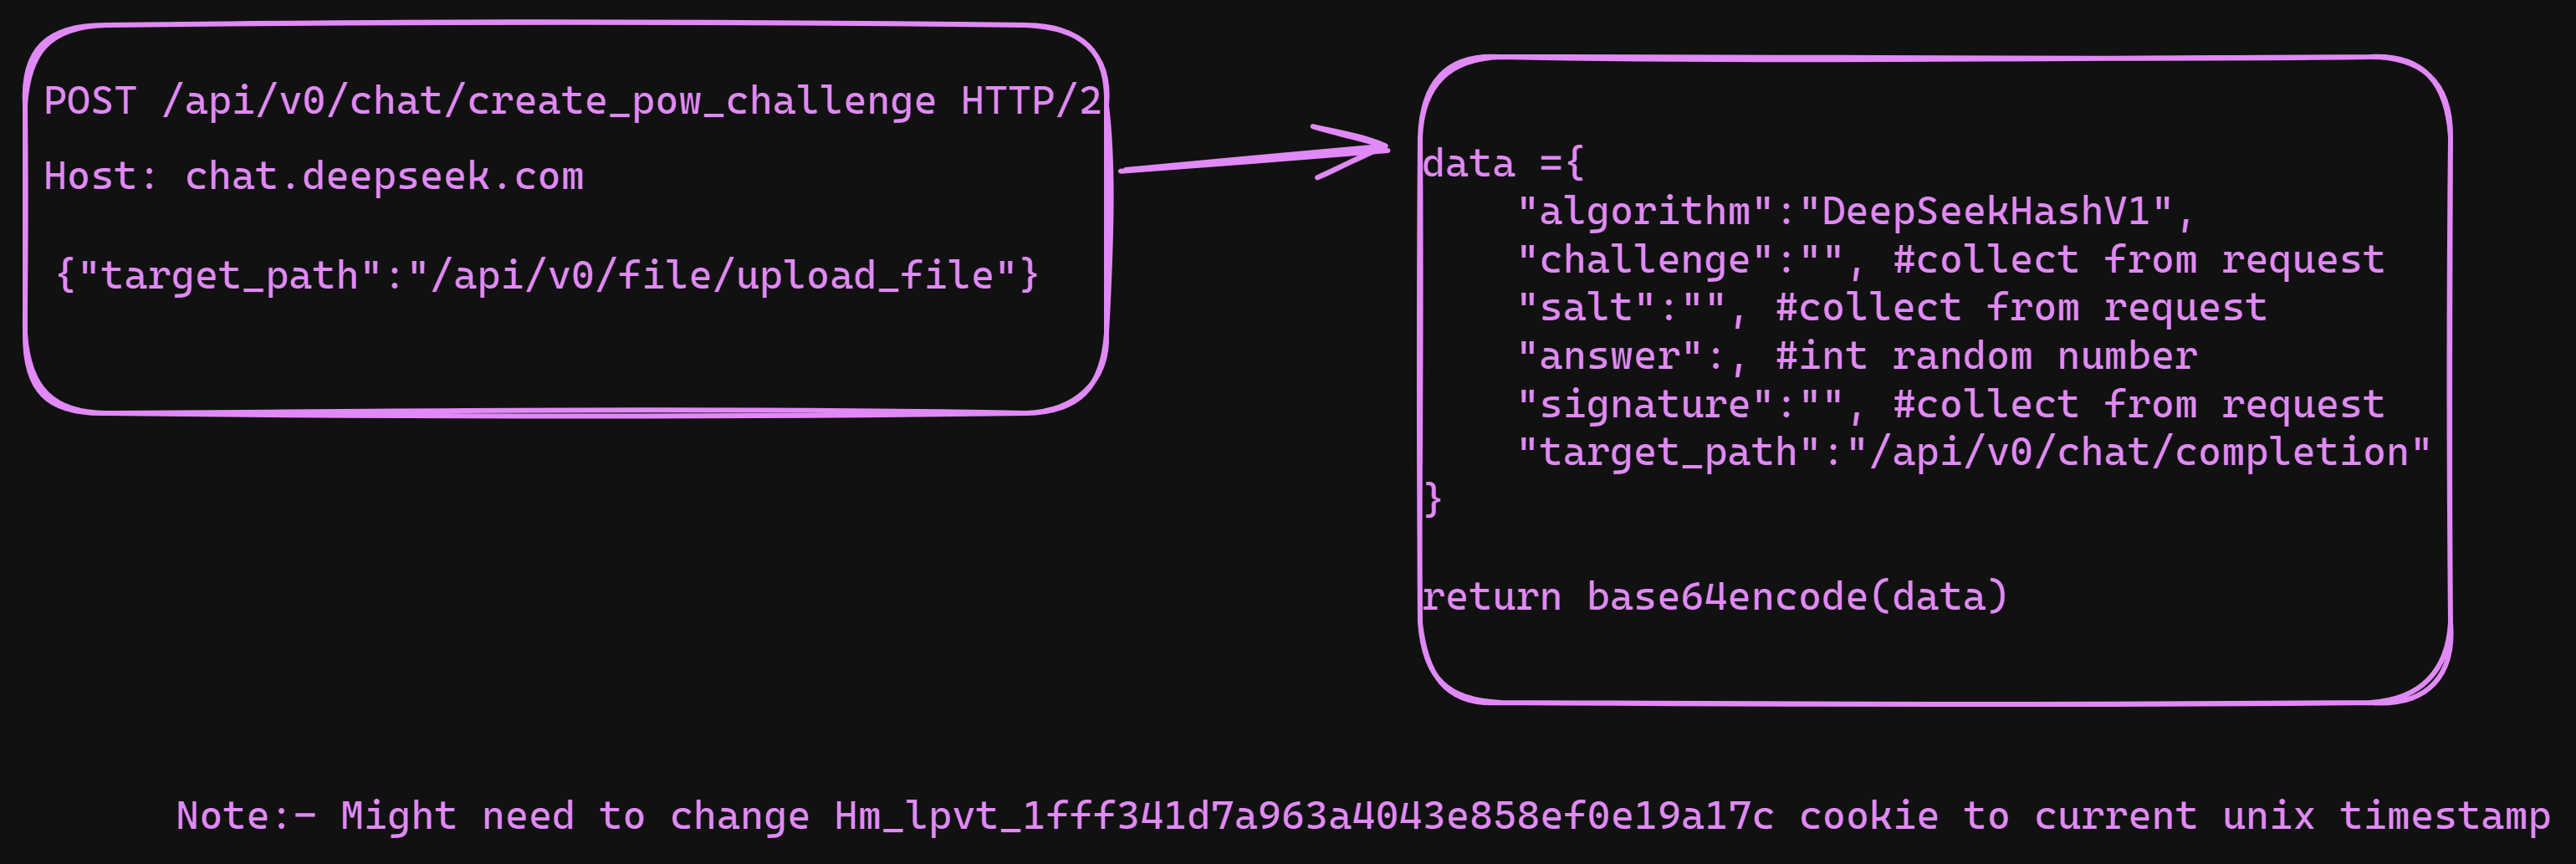 POST /api/v0/chat/create_pow_challenge HTTP/2
Host: chat.deepseek.com
{"target_path":"/api/v0/file/upload_file"}
data ={
"algorithm":"DeepSeekHashV1",
"challenge":"", #collect from request
"salt":"", #collect from request
"answer":, #int random number
"signature":"", #collect from request
"target_path":"/api/v0/chat/completion"
}
return base64encode(data)
Note:- Might need to change Hm_lpvt_1fff341d7a963a4043e858ef0e19a17c cookie to current unix timestamp